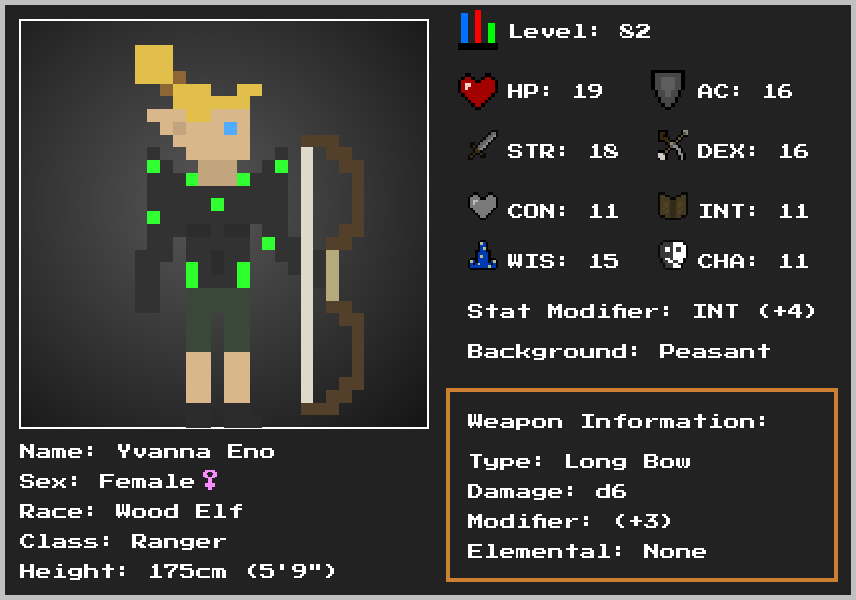 Level: 82
HP: 19 AC: 16
STR: 18 DEX: 16
CON: 11 INT: 11
WIS: 15 CHA: 11
Stat Modifier: INT (+4)
Background: Peasant
Weapon Information:
Type: Long Bow
Damage: d6
Modifier: (+3)
Elemental: None
Name: Yvanna Eno
Sex: Female♀
Race: Wood Elf
Class: Ranger
Height: 175cm (5'9")